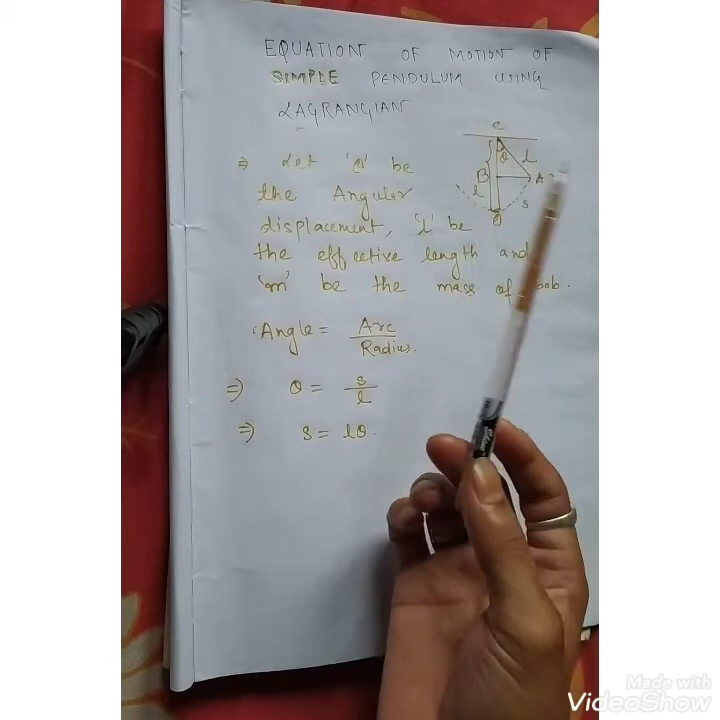 EQUATION OF MOTION OF
SIMPLE PENDULUM USING
LAGRANGIAN
C
θ l
B A
l s
O
⇒ Let 'θ' be
the Angular
displacement, 'l' be
the effective length and
'm' be the mass of bob.
Angle = Arc
Radius.
⇒ θ = s
l
⇒ s = lθ.
Made with
VideoShow